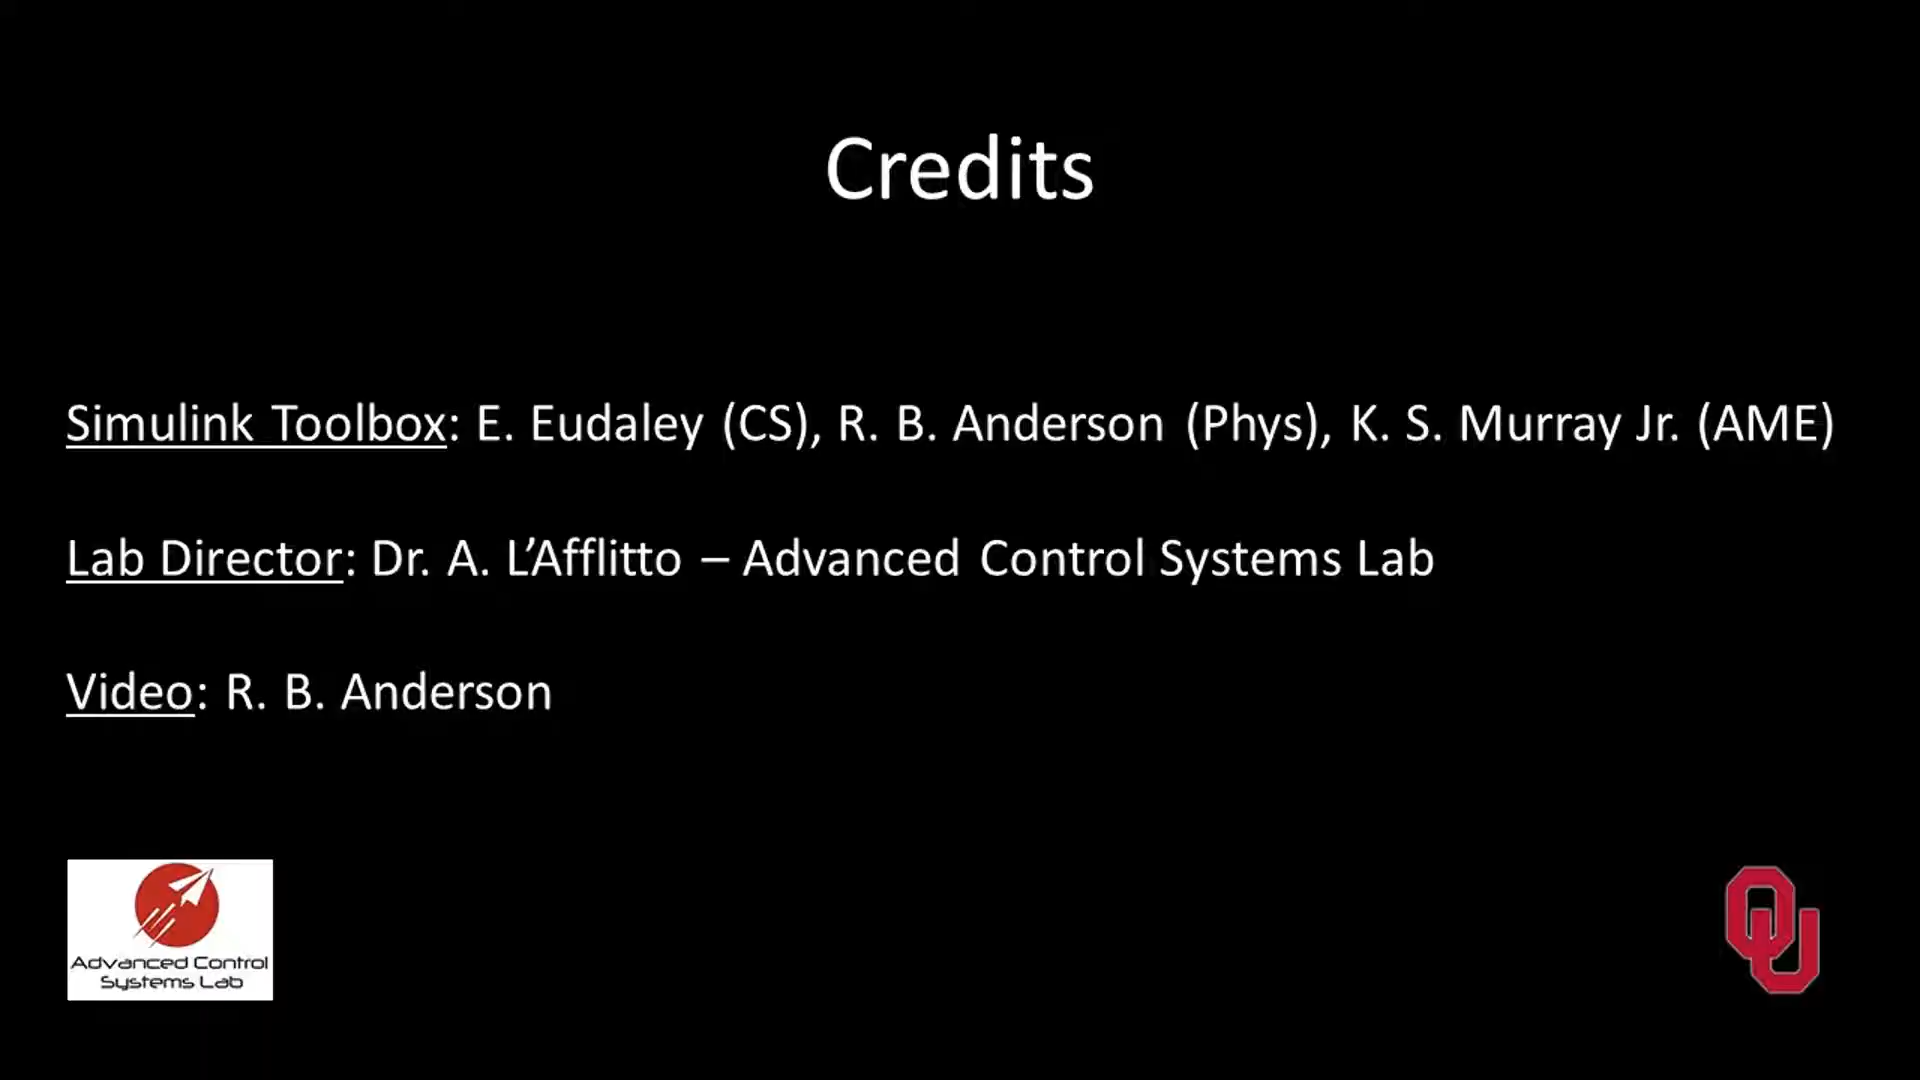 Credits
Simulink Toolbox: E. Eudaley (CS), R. B. Anderson (Phys), K. S. Murray Jr. (AME)
Lab Director: Dr. A. L’Afflitto – Advanced Control Systems Lab
Video: R. B. Anderson
Advanced Control
Systems Lab
OU